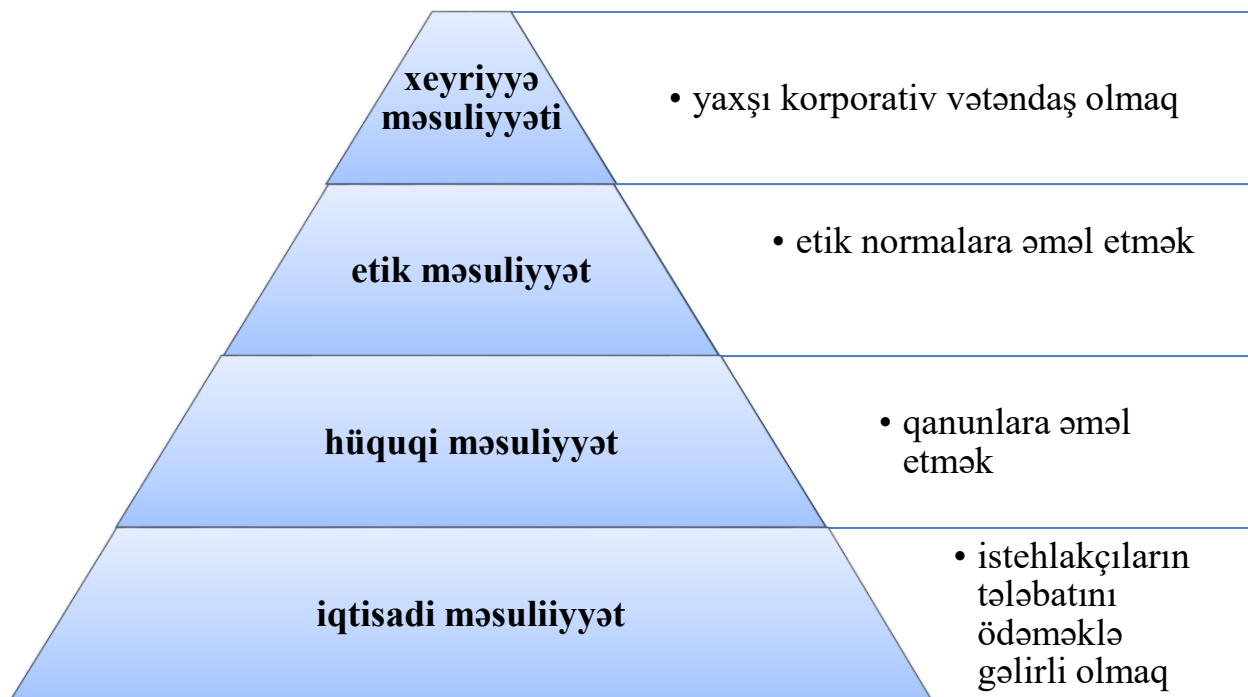 xeyriyyə
məsuliyyəti
• yaxşı korporativ vətəndaş olmaq
etik məsuliyyət
• etik normalara əməl etmək
hüquqi məsuliyyət
• qanunlara əməl
etmək
iqtisadi məsuliiyyət
• istehlakçıların
tələbatını
ödəməklə
gəlirli olmaq